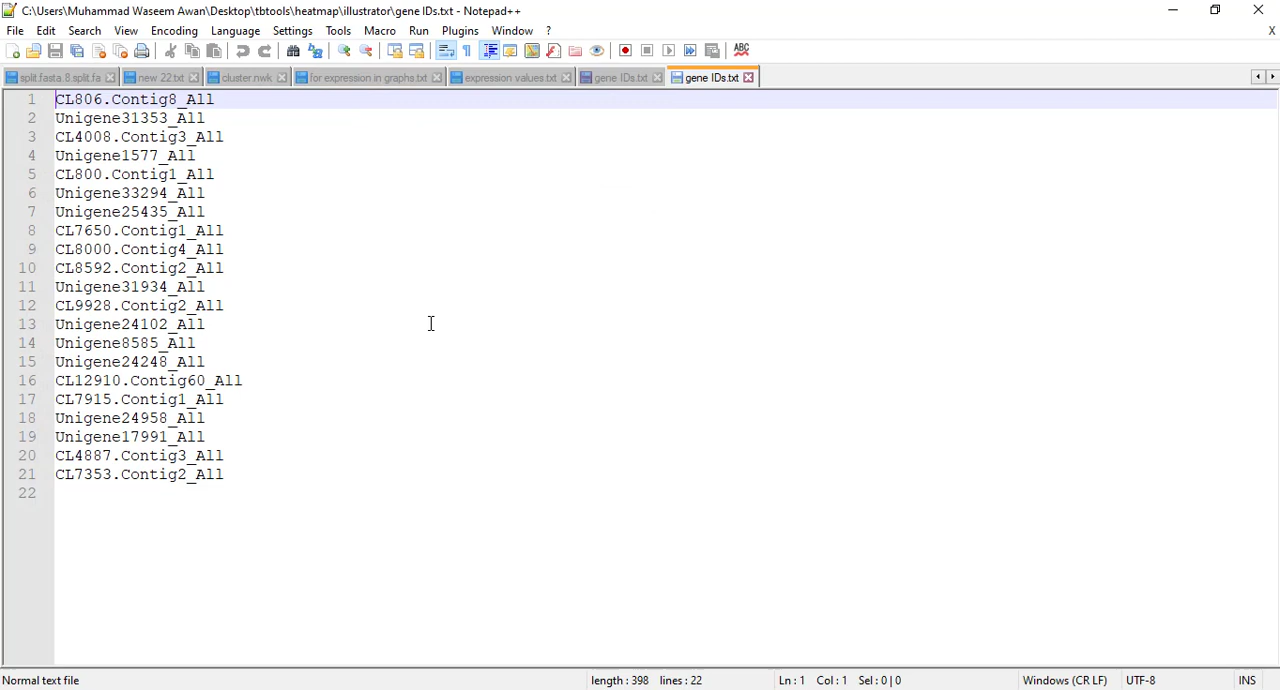 C:\Users\Muhammad Waseem Awan\Desktop\tbtools\heatmap\illustrator\gene IDs.txt - Notepad++
File Edit Search View Encoding Language Settings Tools Macro Run Plugins Window ? X
ABC
split.fasta.8.split.fa new 22.txt cluster.nwk for expression in graphs.txt expression values.txt gene IDs.txt gene IDs.txt
1 CL806.Contig8_All
2 Unigene31353_All
3 CL4008.Contig3_All
4 Unigene1577_All
5 CL800.Contig1_All
6 Unigene33294_All
7 Unigene25435_All
8 CL7650.Contig1_All
9 CL8000.Contig4_All
10 CL8592.Contig2_All
11 Unigene31934_All
12 CL9928.Contig2_All
13 Unigene24102_All
14 Unigene8585_All
15 Unigene24248_All
16 CL12910.Contig60_All
17 CL7915.Contig1_All
18 Unigene24958_All
19 Unigene17991_All
20 CL4887.Contig3_All
21 CL7353.Contig2_All
22
Normal text file length : 398 lines : 22 Ln : 1 Col : 1 Sel : 0 | 0 Windows (CR LF) UTF-8 INS